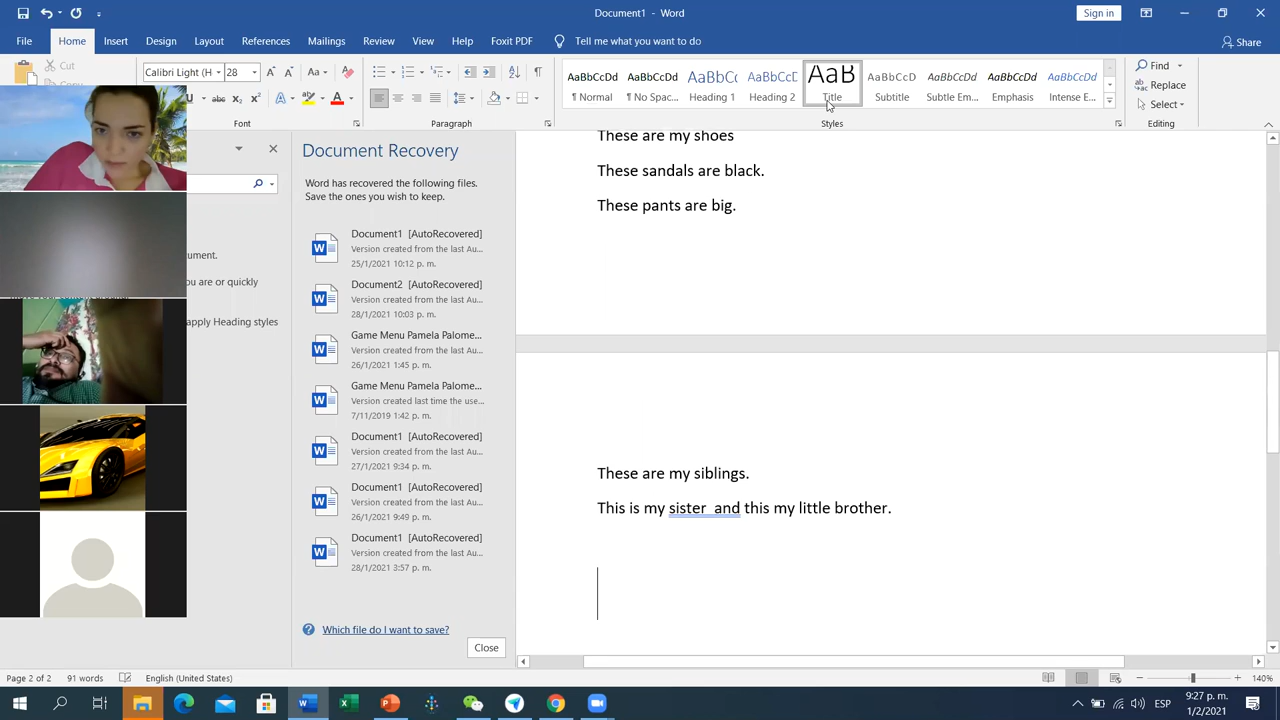 Document1 - Word
Sign in
File Home Insert Design Layout References Mailings Review View Help Foxit PDF Tell me what you want to do Share
Cut
Calibri Light (H 28
Aa
AaBbCcDd AaBbCcDd AaBbCc AaBbCcD AaB AaBbCcD AaBbCcDd AaBbCcDd AaBbCcDd
¶ Normal ¶ No Spac... Heading 1 Heading 2 Title Subtitle Subtle Em... Emphasis Intense E...
Find
Replace
Select
Font Paragraph Styles Editing
Document Recovery
Word has recovered the following files.
Save the ones you wish to keep.
Document1 [AutoRecovered]
Version created from the last Au...
25/1/2021 10:12 p. m.
Document2 [AutoRecovered]
Version created from the last Au...
28/1/2021 10:03 p. m.
Game Menu Pamela Palome...
Version created from the last Au...
26/1/2021 1:45 p. m.
Game Menu Pamela Palome...
Version created last time the use...
7/11/2019 1:42 p. m.
Document1 [AutoRecovered]
Version created from the last Au...
27/1/2021 9:34 p. m.
Document1 [AutoRecovered]
Version created from the last Au...
26/1/2021 9:49 p. m.
Document1 [AutoRecovered]
Version created from the last Au...
28/1/2021 3:57 p. m.
Which file do I want to save?
Close
ument.
ou are or quickly
apply Heading styles
These are my shoes
These sandals are black.
These pants are big.
These are my siblings.
This is my sister and this my little brother.
Page 2 of 2 91 words English (United States) 140%
ESP
9:27 p. m.
1/2/2021